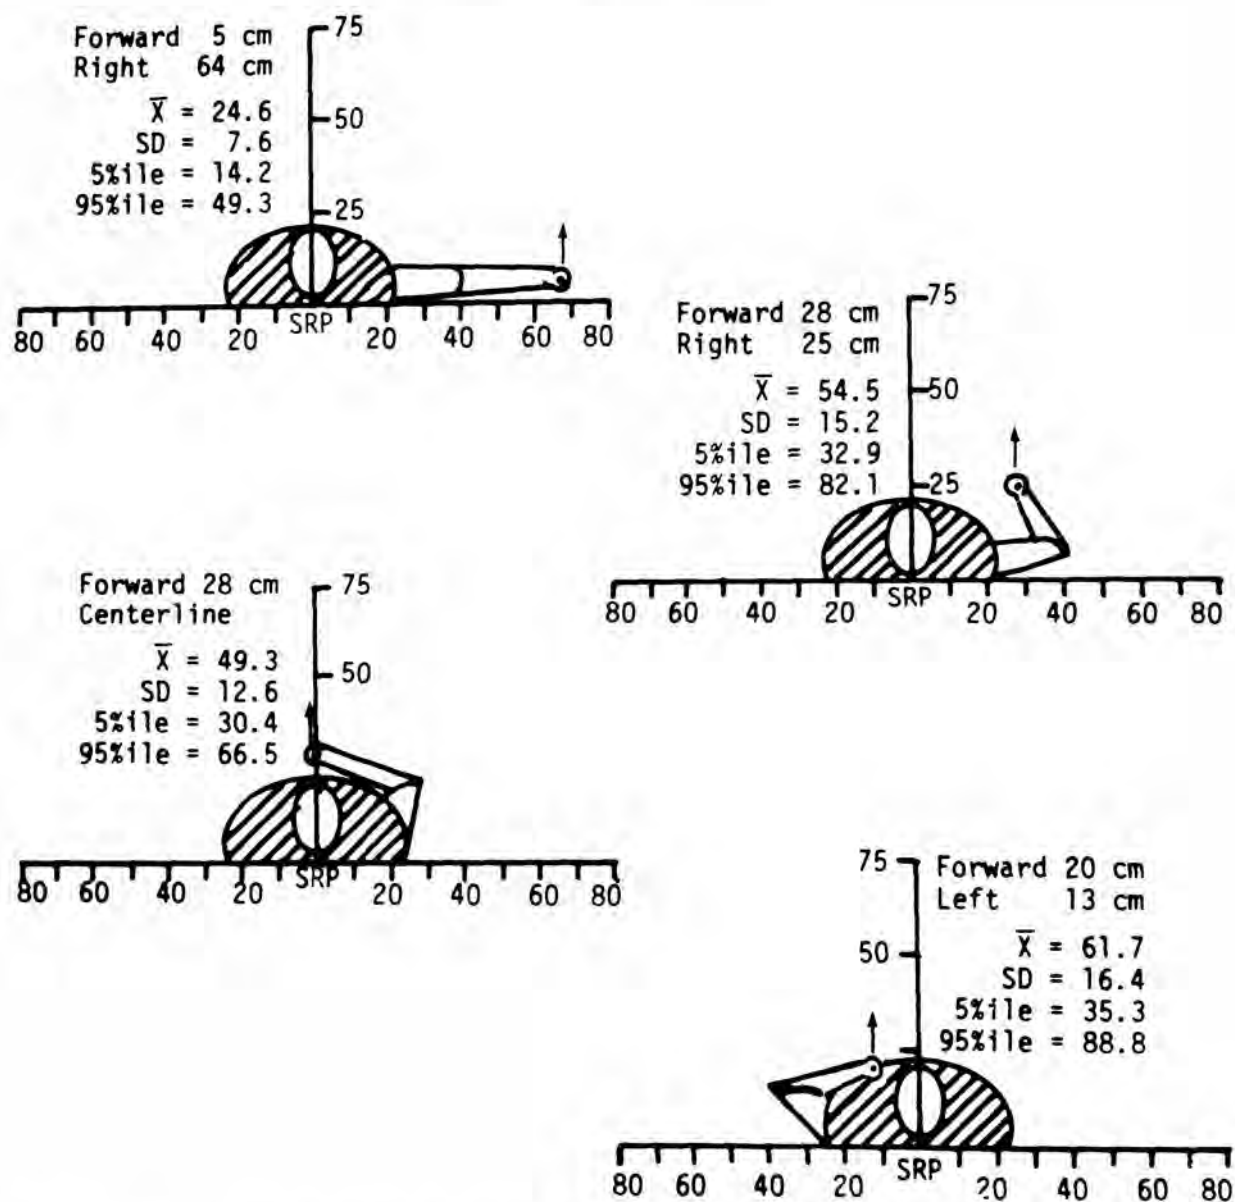 Forward 5 cm
Right 64 cm
X̄ = 24.6
SD = 7.6
5%ile = 14.2
95%ile = 49.3
75
50
25
SRP
80 60 40 20 20 40 60 80
Forward 28 cm
Right 25 cm
X̄ = 54.5
SD = 15.2
5%ile = 32.9
95%ile = 82.1
75
50
25
SRP
80 60 40 20 20 40 60 80
Forward 28 cm
Centerline
X̄ = 49.3
SD = 12.6
5%ile = 30.4
95%ile = 66.5
75
50
SRP
80 60 40 20 20 40 60 80
Forward 20 cm
Left 13 cm
X̄ = 61.7
SD = 16.4
5%ile = 35.3
95%ile = 88.8
75
50
SRP
80 60 40 20 20 40 60 80